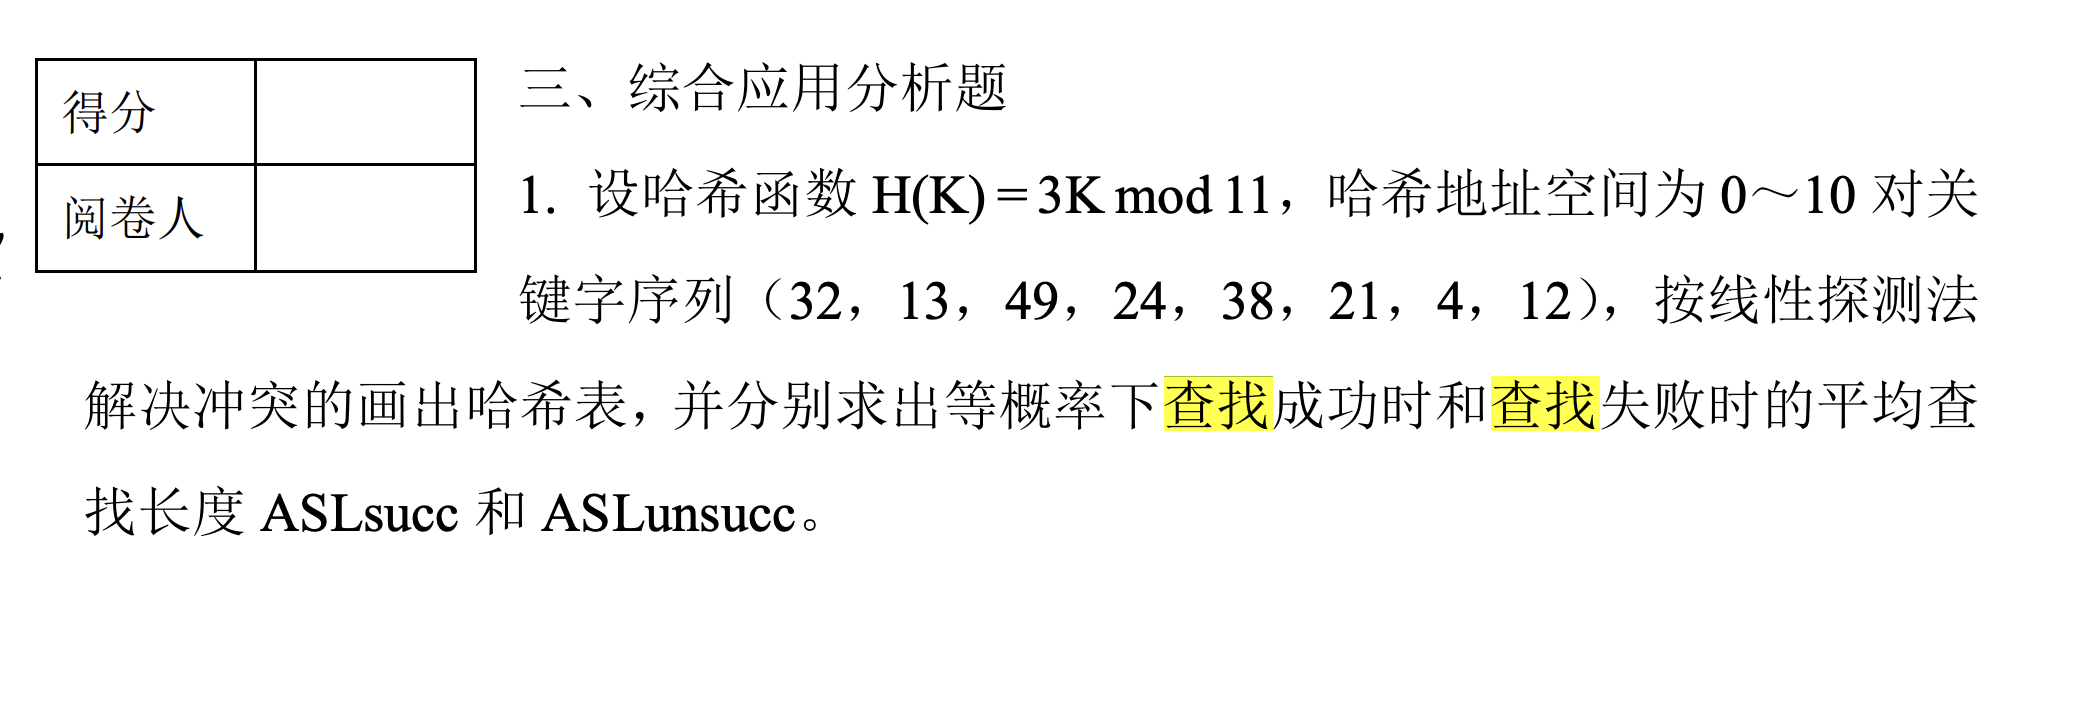 得分
阅卷人
三、综合应用分析题
1. 设哈希函数 H(K) = 3K mod 11，哈希地址空间为 0～10 对关
键字序列（32，13，49，24，38，21，4，12），按线性探测法
解决冲突的画出哈希表，并分别求出等概率下查找成功时和查找失败时的平均查
找长度 ASLsucc 和 ASLunsucc。